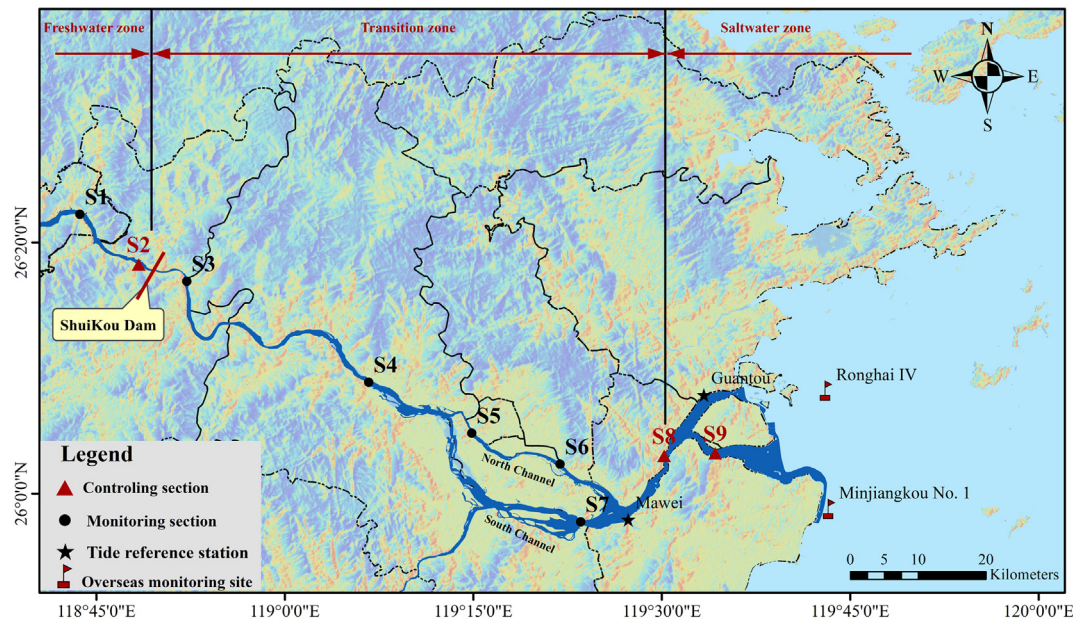 Freshwater zone Transition zone Saltwater zone
N
W E
S
S1
S2
S3
ShuiKou Dam
S4
Guantou
Ronghai IV
S5
S8 S9
S6
North Channel
S7
Mawei
Minjiangkou No. 1
South Channel
26°20'0"N
26°0'0"N
Legend
Controling section
Monitoring section
Tide reference station
Overseas monitoring site
0 5 10 20
Kilometers
118°45'0"E 119°0'0"E 119°15'0"E 119°30'0"E 119°45'0"E 120°0'0"E